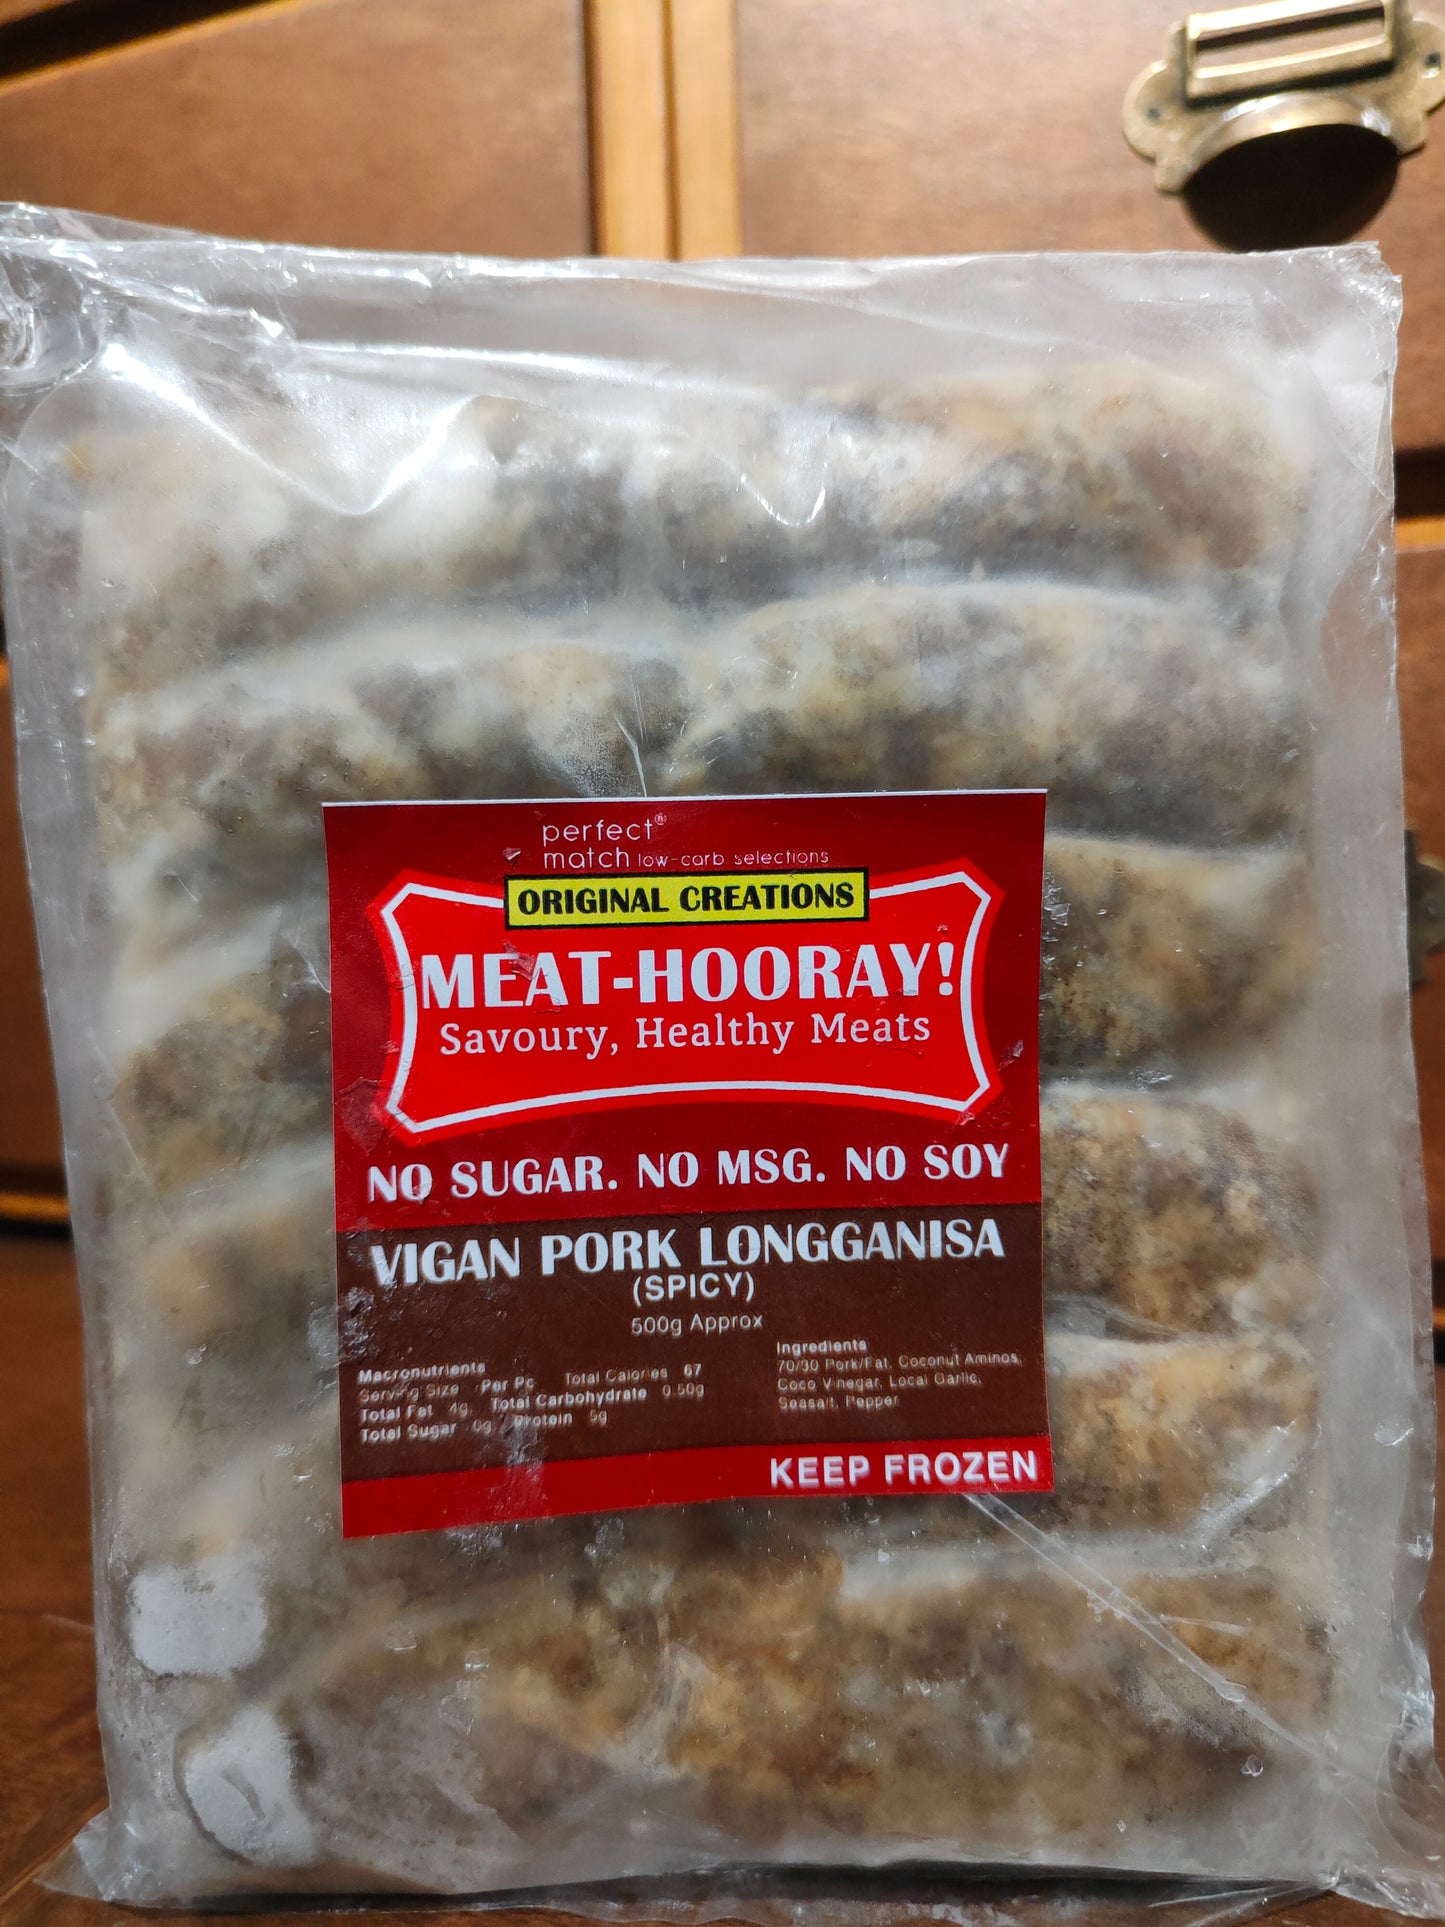 perfect®
match low-carb selections
ORIGINAL CREATIONS
MEAT-HOORAY!
Savoury, Healthy Meats
NO SUGAR. NO MSG. NO SOY
VIGAN PORK LONGGANISA
(SPICY)
500g Approx
Macronutrients
Serving Size Per Pc Total Calories 67
Total Fat 4g Total Carbohydrate 0.50g
Total Sugar 0g Protein 5g
Ingredients
70/30 Pork/Fat, Coconut Aminos,
Coco Vinegar, Local Garlic,
Seasalt, Pepper
KEEP FROZEN